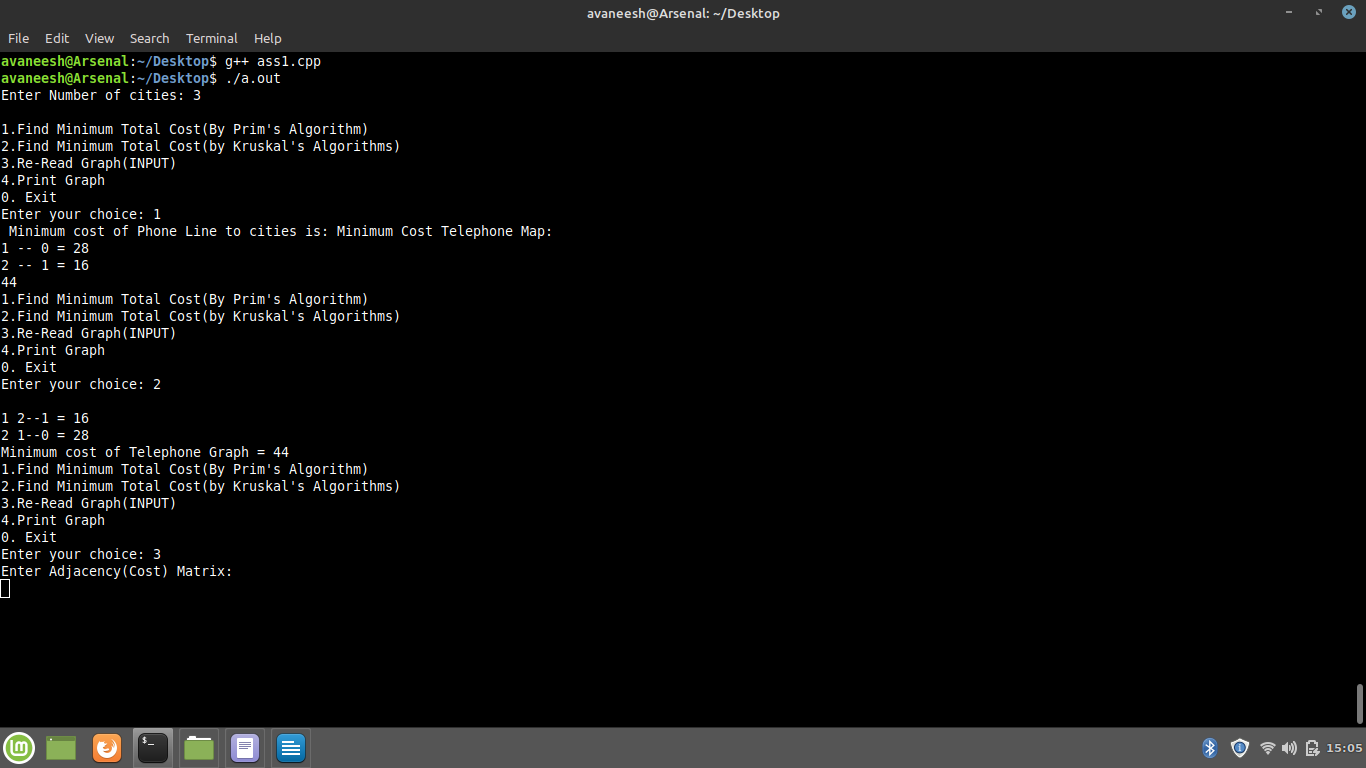 avaneesh@Arsenal: ~/Desktop
File Edit View Search Terminal Help
avaneesh@Arsenal:~/Desktop$ g++ ass1.cpp
avaneesh@Arsenal:~/Desktop$ ./a.out
Enter Number of cities: 3
1.Find Minimum Total Cost(By Prim's Algorithm)
2.Find Minimum Total Cost(by Kruskal's Algorithms)
3.Re-Read Graph(INPUT)
4.Print Graph
0. Exit
Enter your choice: 1
 Minimum cost of Phone Line to cities is: Minimum Cost Telephone Map:
1 -- 0 = 28
2 -- 1 = 16
44
1.Find Minimum Total Cost(By Prim's Algorithm)
2.Find Minimum Total Cost(by Kruskal's Algorithms)
3.Re-Read Graph(INPUT)
4.Print Graph
0. Exit
Enter your choice: 2
1 2--1 = 16
2 1--0 = 28
Minimum cost of Telephone Graph = 44
1.Find Minimum Total Cost(By Prim's Algorithm)
2.Find Minimum Total Cost(by Kruskal's Algorithms)
3.Re-Read Graph(INPUT)
4.Print Graph
0. Exit
Enter your choice: 3
Enter Adjacency(Cost) Matrix:
$_
15:05